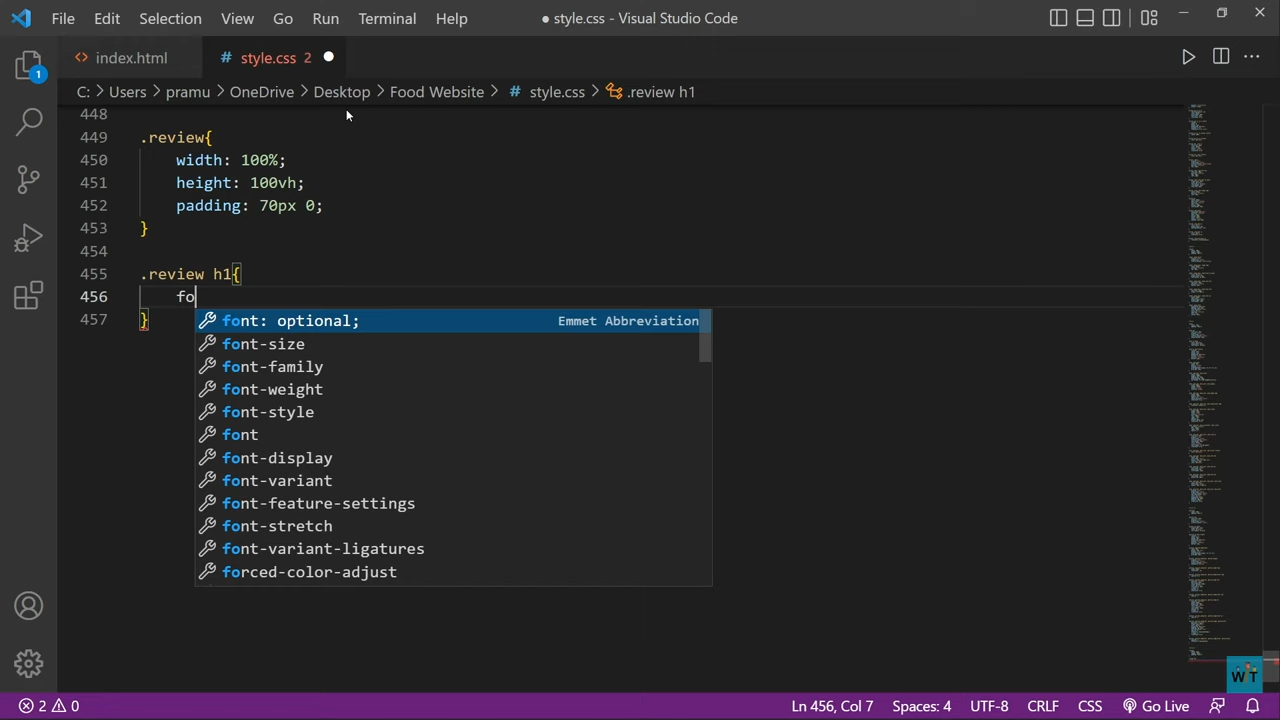 File Edit Selection View Go Run Terminal Help ● style.css - Visual Studio Code
index.html # style.css 2
C: > Users > pramu > OneDrive > Desktop > Food Website > # style.css > .review h1
1
448
449 .review{
450 width: 100%;
451 height: 100vh;
452 padding: 70px 0;
453 }
454
455 .review h1{
456 fo
457 }
font: optional; Emmet Abbreviation
font-size
font-family
font-weight
font-style
font
font-display
font-variant
font-feature-settings
font-stretch
font-variant-ligatures
forced-color-adjust
WT
2 0 Ln 456, Col 7 Spaces: 4 UTF-8 CRLF CSS Go Live